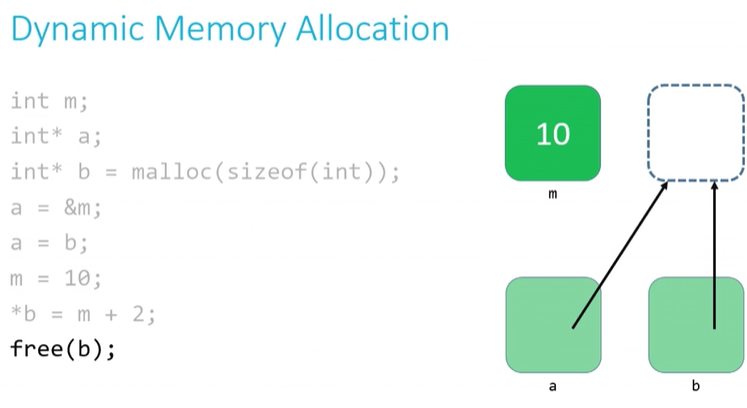 Dynamic Memory Allocation
int m;
int* a;
int* b = malloc(sizeof(int));
a = &m;
a = b;
m = 10;
*b = m + 2;
free(b);
10
m
a
b